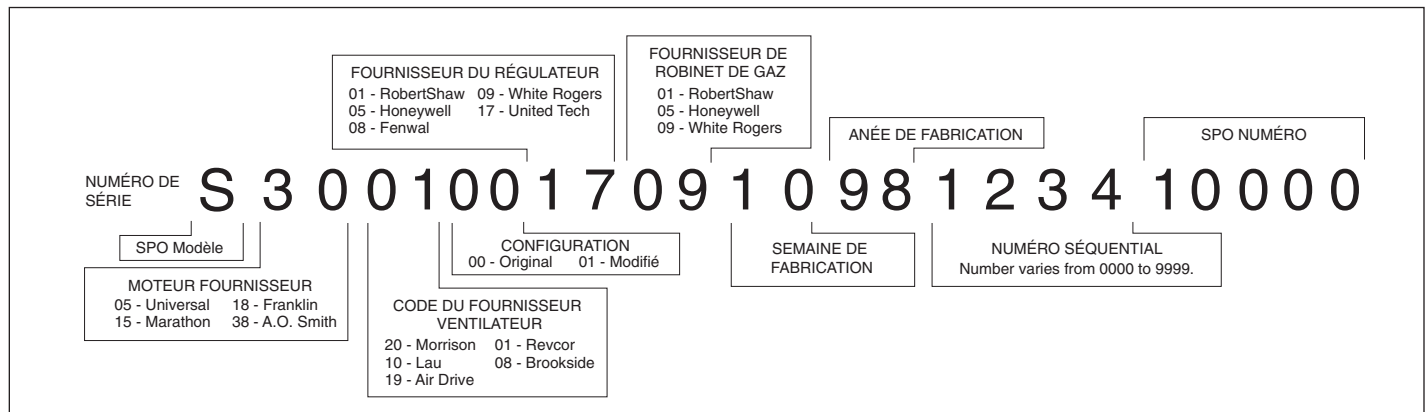 FOURNISSEUR DU RÉGULATEUR
01 - RobertShaw 09 - White Rogers
05 - Honeywell 17 - United Tech
08 - Fenwal
FOURNISSEUR DE
ROBINET DE GAZ
01 - RobertShaw
05 - Honeywell
09 - White Rogers
ANÉE DE FABRICATION
SPO NUMÉRO
NUMÉRO DE
SÉRIE
S 3 0 0 1 0 0 1 7 0 9 1 0 9 8 1 2 3 4 1 0 0 0 0
SPO Modèle
MOTEUR FOURNISSEUR
05 - Universal 18 - Franklin
15 - Marathon 38 - A.O. Smith
CONFIGURATION
00 - Original 01 - Modifié
CODE DU FOURNISSEUR
VENTILATEUR
20 - Morrison 01 - Revcor
10 - Lau 08 - Brookside
19 - Air Drive
SEMAINE DE
FABRICATION
NUMÉRO SÉQUENTIAL
Number varies from 0000 to 9999.